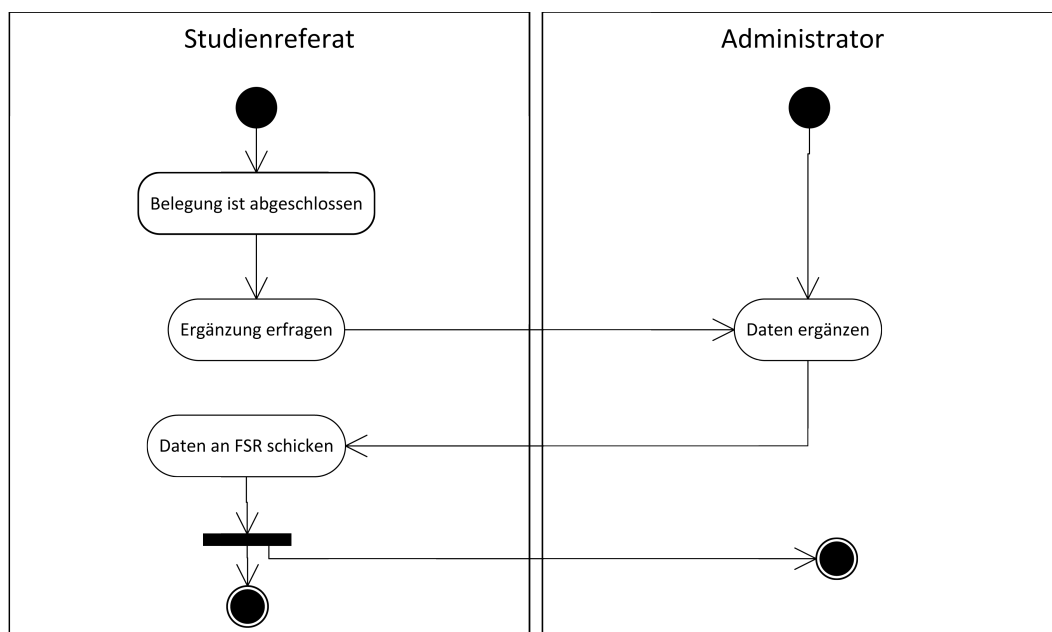 Studienreferat
Administrator
Belegung ist abgeschlossen
Ergänzung erfragen
Daten ergänzen
Daten an FSR schicken